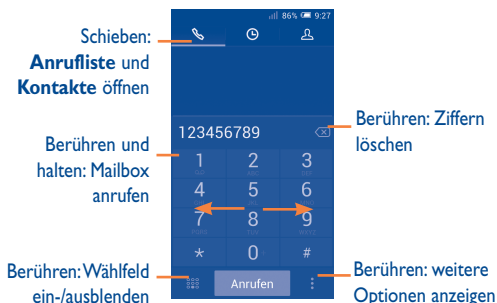 86% 9:27
Schieben:
Anrufliste und
Kontakte öffnen
123456789
Berühren: Ziffern
löschen
Berühren und
halten: Mailbox
anrufen
1 2 3
4 5 6
7 8 9
* 0 #
Berühren: Wählfeld
ein-/ausblenden
Anrufen
Berühren: weitere
Optionen anzeigen